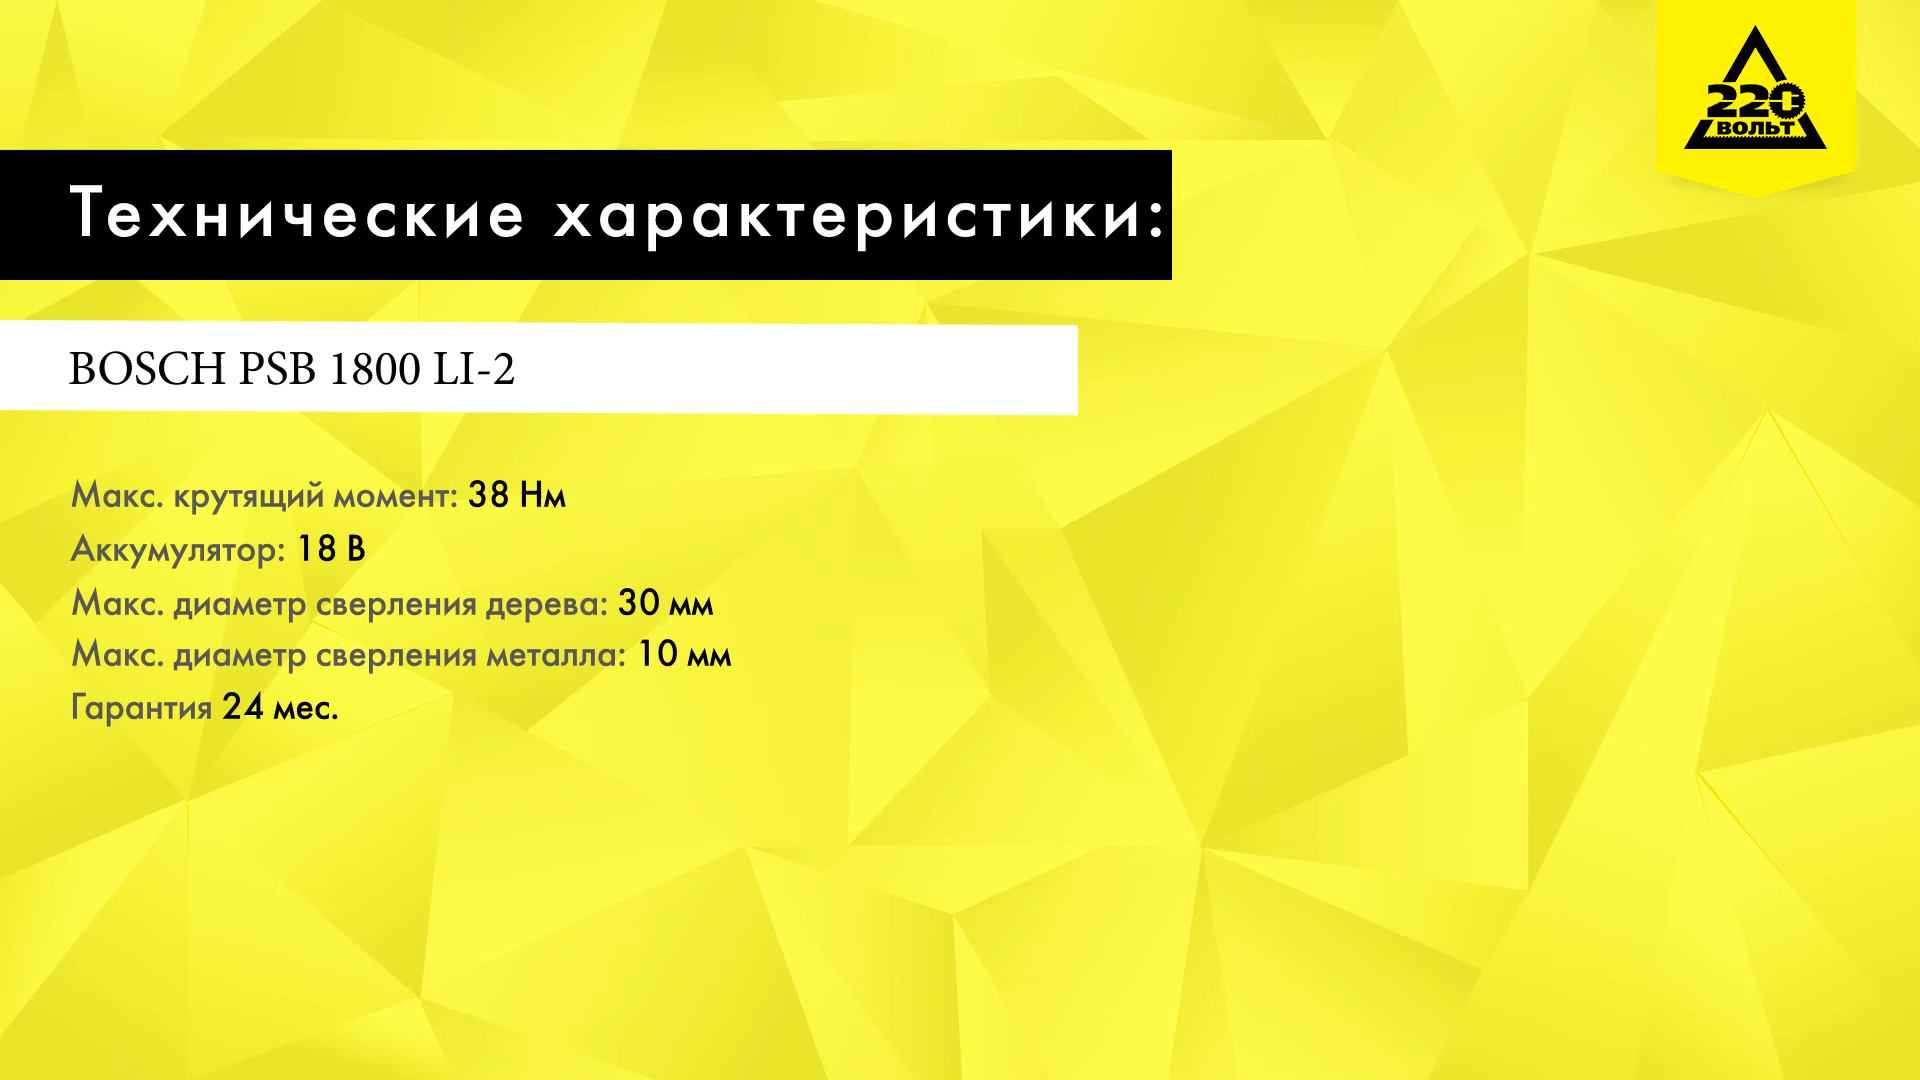 220
ВОЛЬТ
Технические характеристики:
BOSCH PSB 1800 LI-2
Макс. крутящий момент: 38 Нм
Аккумулятор: 18 В
Макс. диаметр сверления дерева: 30 мм
Макс. диаметр сверления металла: 10 мм
Гарантия 24 мес.